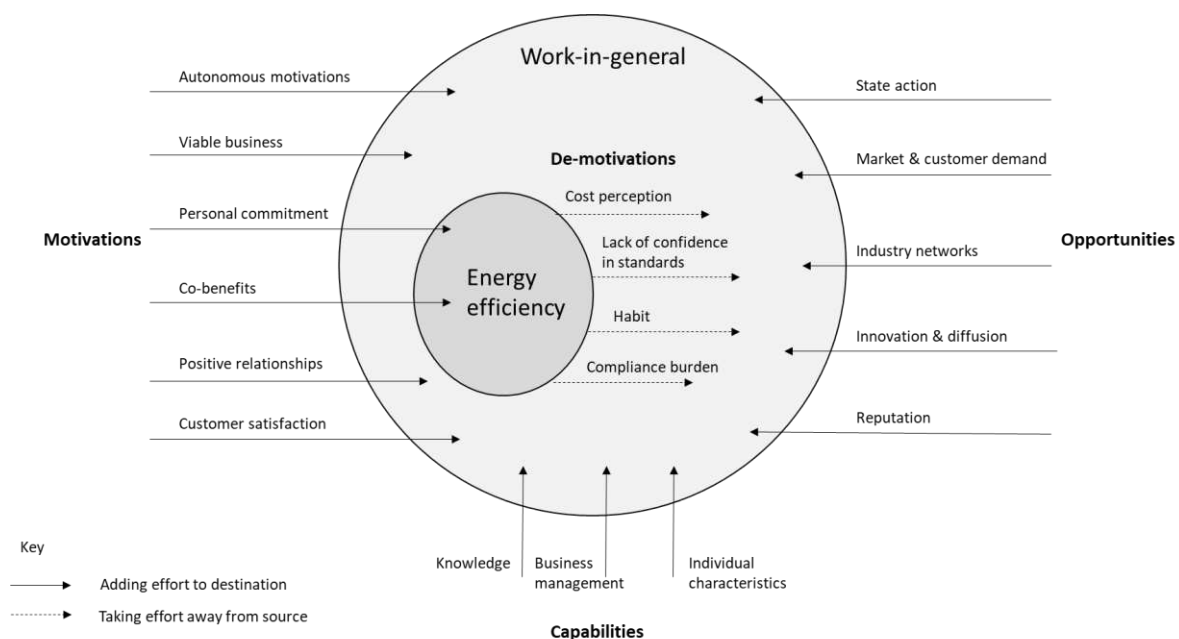 Work-in-general
Autonomous motivations
State action
Viable business
De-motivations
Market & customer demand
Cost perception
Personal commitment
Motivations
Lack of confidence
in standards
Industry networks
Opportunities
Energy
efficiency
Co-benefits
Habit
Innovation & diffusion
Positive relationships
Compliance burden
Customer satisfaction
Reputation
Key
Knowledge
Business
management
Individual
characteristics
Adding effort to destination
Taking effort away from source
Capabilities